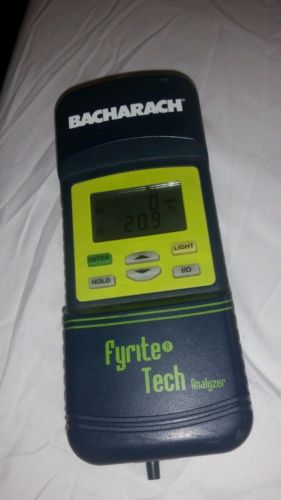 BACHARACH®
0
20.9
LIGHT
ENTER
HOLD
I/O
fyrite®
Tech Analyzer